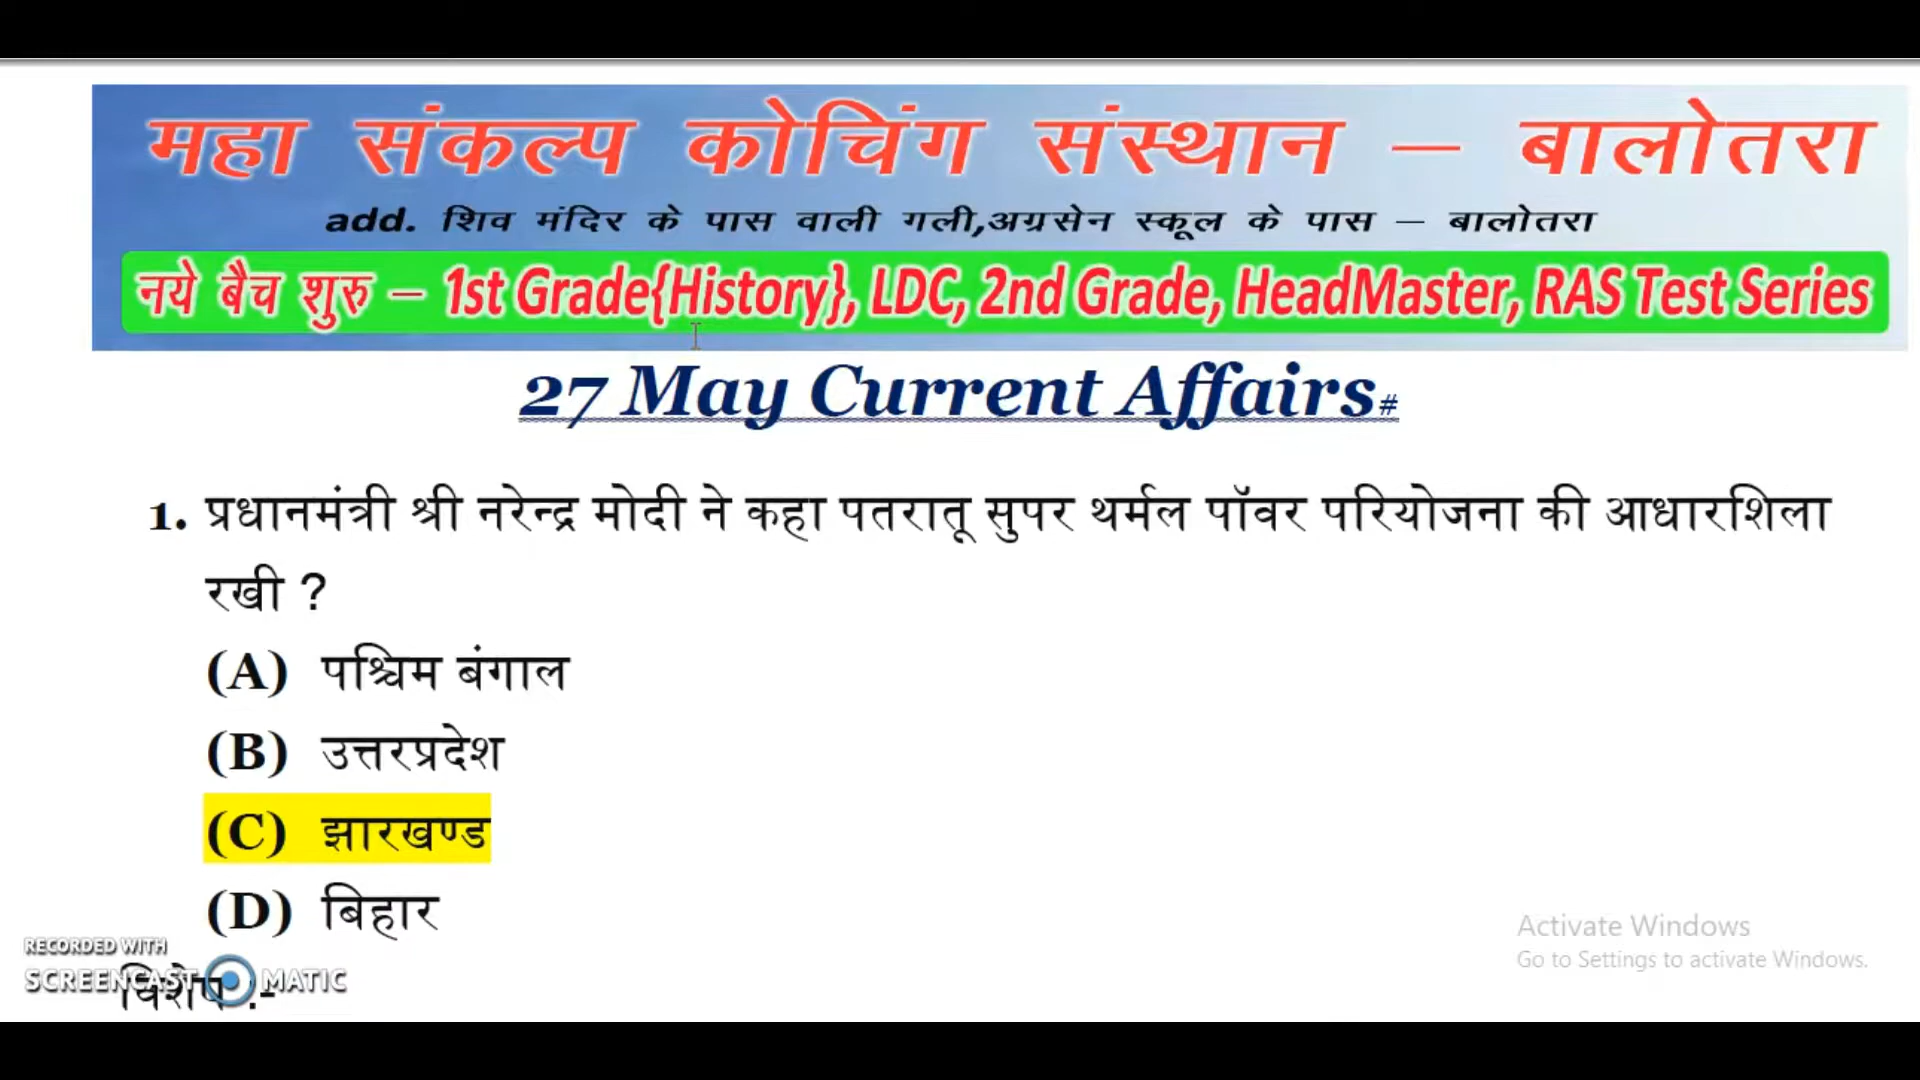 महा संकल्प कोचिंग संस्थान – बालोतरा
add. शिव मंदिर के पास वाली गली,अग्रसेन स्कूल के पास – बालोतरा
नये बैच शुरु – 1st Grade{History}, LDC, 2nd Grade, HeadMaster, RAS Test Series
27 May Current Affairs#
1. प्रधानमंत्री श्री नरेन्द्र मोदी ने कहा पतरातू सुपर थर्मल पॉवर परियोजना की आधारशिला
रखी ?
(A) पश्चिम बंगाल
(B) उत्तरप्रदेश
(C) झारखण्ड
(D) बिहार
विशेष :-
RECORDED WITH
SCREENCAST MATIC
Activate Windows
Go to Settings to activate Windows.